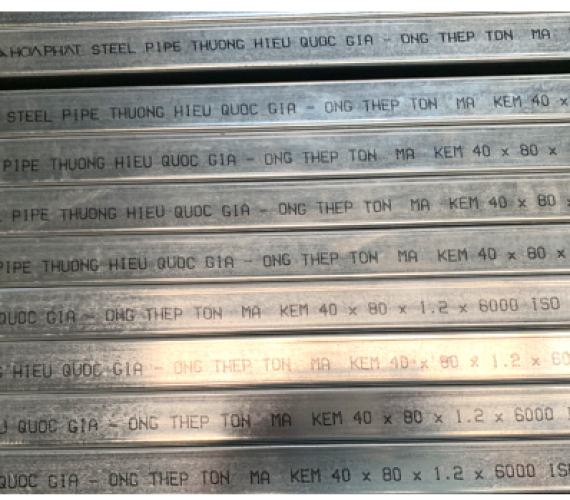 HOA PHAT STEEL PIPE THUONG HIEU QUOC GIA - ONG THEP TON MA
STEEL PIPE THUONG HIEU QUOC GIA - ONG THEP TON MA KEM 40 x
PIPE THUONG HIEU QUOC GIA - ONG THEP TON MA KEM 40 x 80 x
PIPE THUONG HIEU QUOC GIA - ONG THEP TON MA KEM 40 x 80
PIPE THUONG HIEU QUOC GIA - ONG THEP TON MA KEM 40 x 80 x
QUOC GIA - ONG THEP TON MA KEM 40 x 80 x 1.2 x 6000 ISO
HIEU QUOC GIA - ONG THEP TON MA KEM 40 x 80 x 1.2 x 60
U QUOC GIA - ONG THEP TON MA KEM 40 x 80 x 1.2 x 6000 I
QUOC GIA - ONG THEP TON MA KEM 40 x 80 x 1.2 x 6000 IS